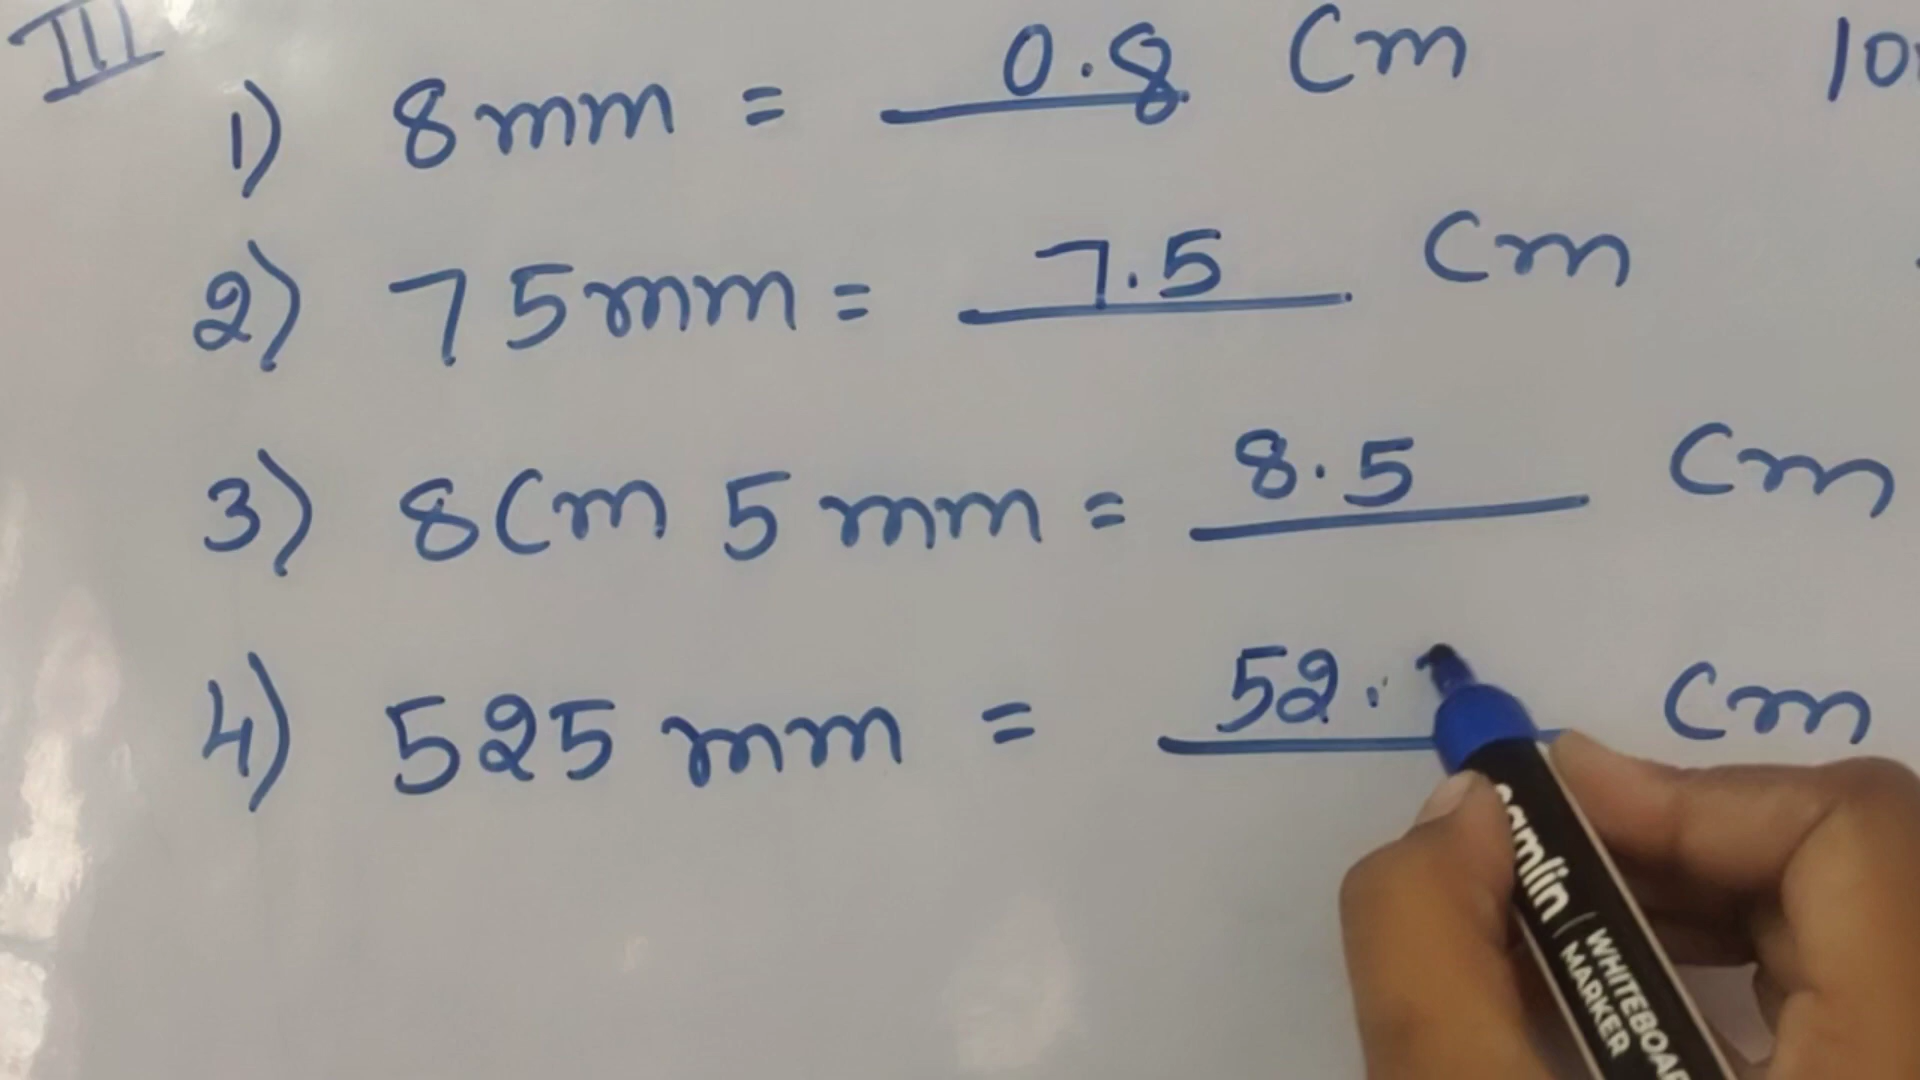 III
1) 8mm = 0.8 Cm
10
2) 75mm = 7.5 Cm
3) 8Cm 5mm = 8.5 Cm
4) 525mm = 52. Cm
camlin WHITEBOAR
MARKER